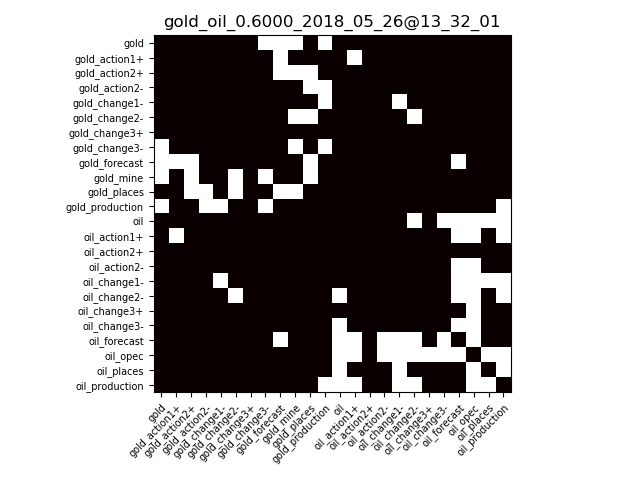 gold_oil_0.6000_2018_05_26@13_32_01
gold
gold_action1+
gold_action2+
gold_action2-
gold_change1-
gold_change2-
gold_change3+
gold_change3-
gold_forecast
gold_mine
gold_places
gold_production
oil
oil_action1+
oil_action2+
oil_action2-
oil_change1-
oil_change2-
oil_change3+
oil_change3-
oil_forecast
oil_opec
oil_places
oil_production
gold
gold_action1+
gold_action2+
gold_action2-
gold_change1-
gold_change2-
gold_change3+
gold_change3-
gold_forecast
gold_mine
gold_places
gold_production
oil
oil_action1+
oil_action2+
oil_action2-
oil_change1-
oil_change2-
oil_change3+
oil_change3-
oil_forecast
oil_opec
oil_places
oil_production